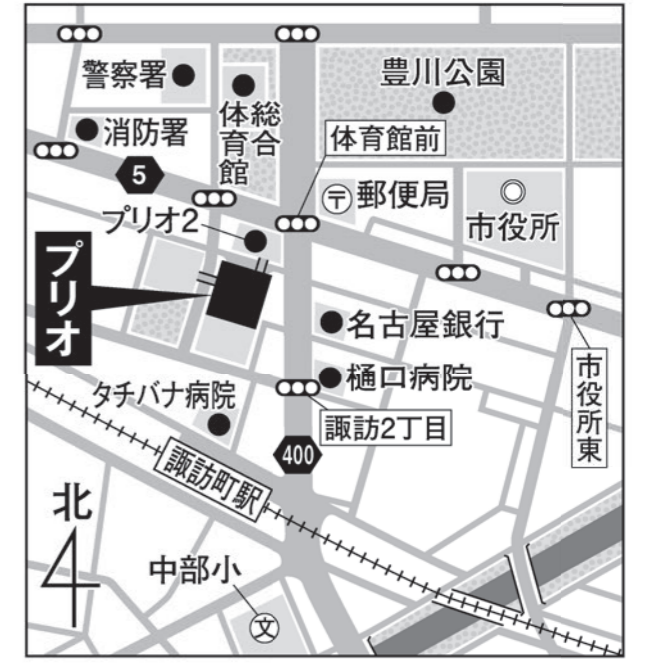 警察署
総合
体育館
豊川公園
消防署
体育館前
5
〒
郵便局
市役所
プリオ2
プリオ
名古屋銀行
樋口病院
タチバナ病院
諏訪2丁目
市役所東
400
諏訪町駅
北
中部小
文